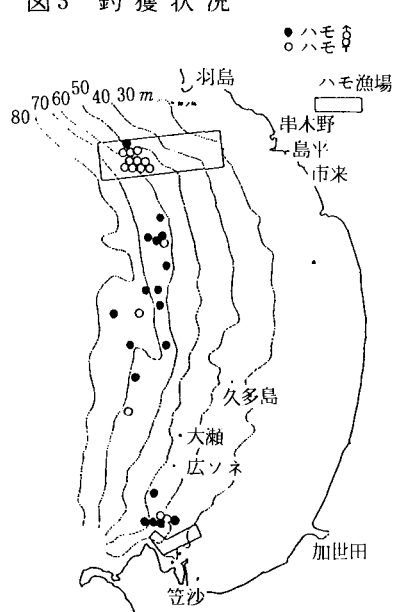 図3 釣獲状況
● ハモ ♂
○ ハモ ♀
ハモ漁場
羽島
串木野
島平
市来
80 70 60 50 40 30 m
久多島
大瀬
広ソネ
加世田
笠沙